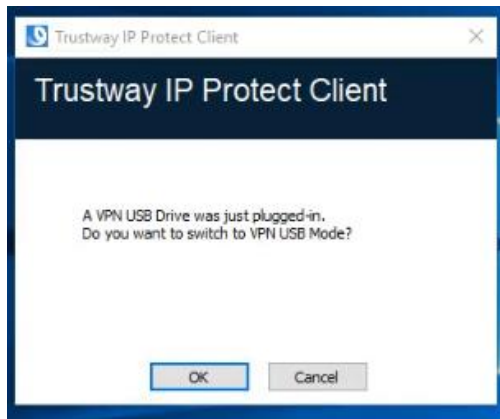 Trustway IP Protect Client
Trustway IP Protect Client
A VPN USB Drive was just plugged-in.
Do you want to switch to VPN USB Mode?
OK Cancel